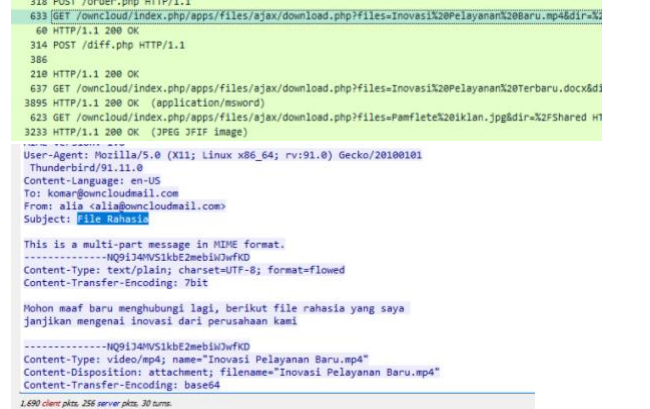 318 POST /order.php HTTP/1.1
633 GET /owncloud/index.php/apps/files/ajax/download.php?files=Inovasi%20Pelayanan%20Baru.mp4&dir=%2
60 HTTP/1.1 200 OK
314 POST /diff.php HTTP/1.1
386
210 HTTP/1.1 200 OK
637 GET /owncloud/index.php/apps/files/ajax/download.php?files=Inovasi%20Pelayanan%20Terbaru.docx&di
3895 HTTP/1.1 200 OK (application/msword)
623 GET /owncloud/index.php/apps/files/ajax/download.php?files=Pamflete%20iklan.jpg&dir=%2FShared HT
3233 HTTP/1.1 200 OK (JPEG JFIF image)
User-Agent: Mozilla/5.0 (X11; Linux x86_64; rv:91.0) Gecko/20100101
Thunderbird/91.11.0
Content-Language: en-US
To: komar@owncloudmail.com
From: alia <alia@owncloudmail.com>
Subject: File Rahasia
This is a multi-part message in MIME format.
--------------NQ9iJ4MVS1kbE2mebiWJwfKD
Content-Type: text/plain; charset=UTF-8; format=flowed
Content-Transfer-Encoding: 7bit
Mohon maaf baru menghubungi lagi, berikut file rahasia yang saya
janjikan mengenai inovasi dari perusahaan kami
--------------NQ9iJ4MVS1kbE2mebiWJwfKD
Content-Type: video/mp4; name="Inovasi Pelayanan Baru.mp4"
Content-Disposition: attachment; filename="Inovasi Pelayanan Baru.mp4"
Content-Transfer-Encoding: base64
1,690 client pkts, 256 server pkts, 30 turns.